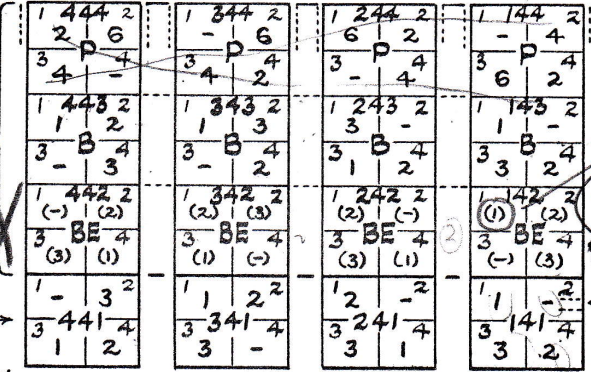 1 444 2 1 344 2 1 244 2 1 144 2
2 6 - 6 6 2 - 4
P P P P
3 4 3 4 3 4 3 4
4 - 4 2 - 4 6 2
1 443 2 1 343 2 1 243 2 1 143 2
1 2 1 3 3 - 1 -
B B B B
3 4 3 4 3 4 3 4
- 3 - 2 1 2 3 2
1 442 2 1 342 2 1 242 2 1 142 2
(-) (2) (2) (3) (2) (-) (1) (2)
3 BE 4 3 BE 4 3 BE 4 2 3 BE 4
(3) (1) (1) (-) (3) (1) (-) (3)
1 - 3 2 1 1 2 2 1 2 - 2 1 1 - 2
3 441 4 3 341 4 3 241 4 3 141 4
1 2 3 - 3 1 3 2